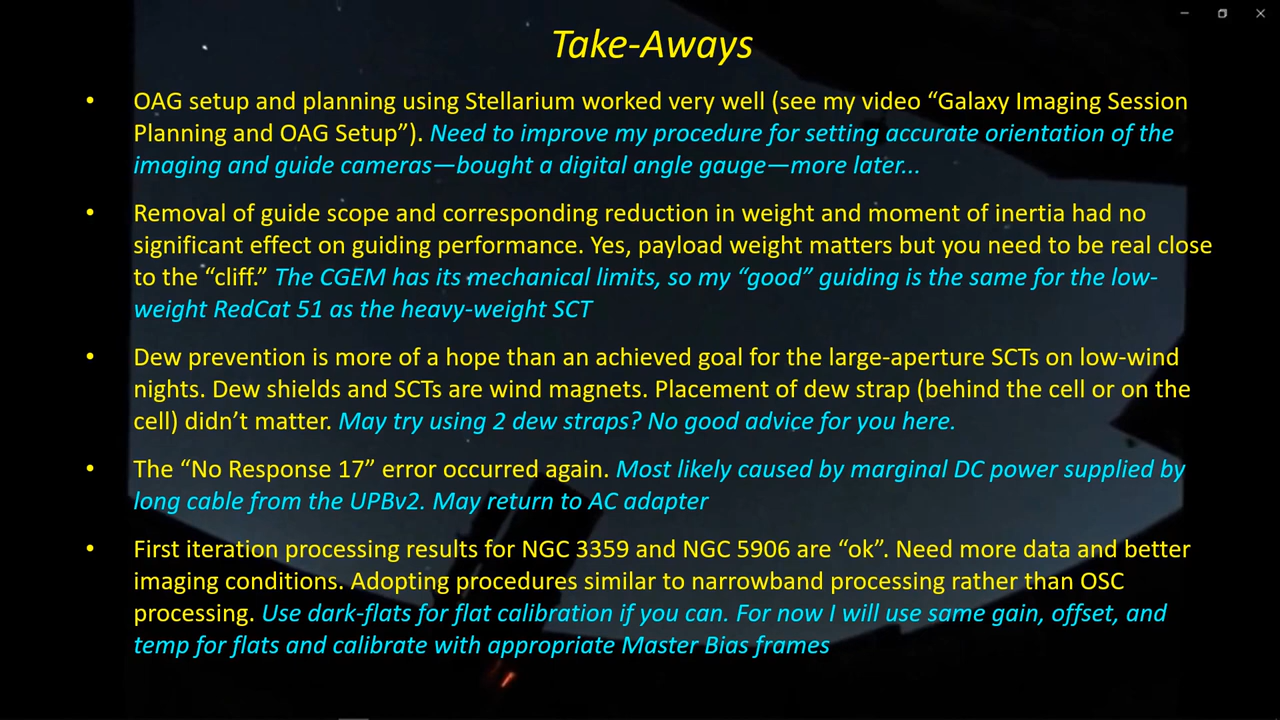 Take-Aways
• OAG setup and planning using Stellarium worked very well (see my video “Galaxy Imaging Session
Planning and OAG Setup”). Need to improve my procedure for setting accurate orientation of the
imaging and guide cameras—bought a digital angle gauge—more later...
• Removal of guide scope and corresponding reduction in weight and moment of inertia had no
significant effect on guiding performance. Yes, payload weight matters but you need to be real close
to the “cliff.” The CGEM has its mechanical limits, so my “good” guiding is the same for the low-
weight RedCat 51 as the heavy-weight SCT
• Dew prevention is more of a hope than an achieved goal for the large-aperture SCTs on low-wind
nights. Dew shields and SCTs are wind magnets. Placement of dew strap (behind the cell or on the
cell) didn’t matter. May try using 2 dew straps? No good advice for you here.
• The “No Response 17” error occurred again. Most likely caused by marginal DC power supplied by
long cable from the UPBv2. May return to AC adapter
• First iteration processing results for NGC 3359 and NGC 5906 are “ok”. Need more data and better
imaging conditions. Adopting procedures similar to narrowband processing rather than OSC
processing. Use dark-flats for flat calibration if you can. For now I will use same gain, offset, and
temp for flats and calibrate with appropriate Master Bias frames